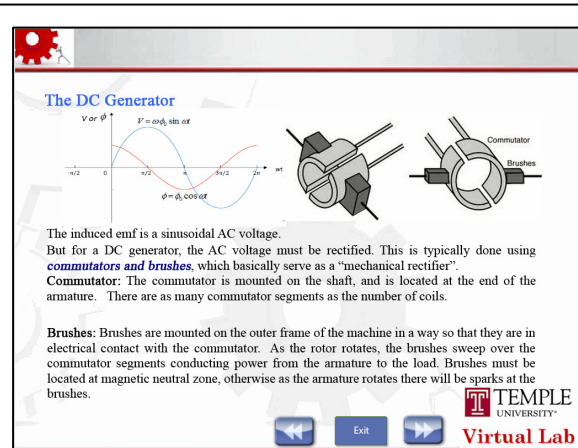 The DC Generator
V or ϕ
V = ωϕ₀ sin ωt
-π/2 0 π/2 π 3π/2 2π wt
ϕ = ϕ₀ cos ωt
Commutator
Brushes
The induced emf is a sinusoidal AC voltage.
But for a DC generator, the AC voltage must be rectified. This is typically done using
commutators and brushes, which basically serve as a “mechanical rectifier”.
Commutator: The commutator is mounted on the shaft, and is located at the end of the
armature. There are as many commutator segments as the number of coils.
Brushes: Brushes are mounted on the outer frame of the machine in a way so that they are in
electrical contact with the commutator. As the rotor rotates, the brushes sweep over the
commutator segments conducting power from the armature to the load. Brushes must be
located at magnetic neutral zone, otherwise as the armature rotates there will be sparks at the
brushes.
TEMPLE
UNIVERSITY®
Exit
Virtual Lab